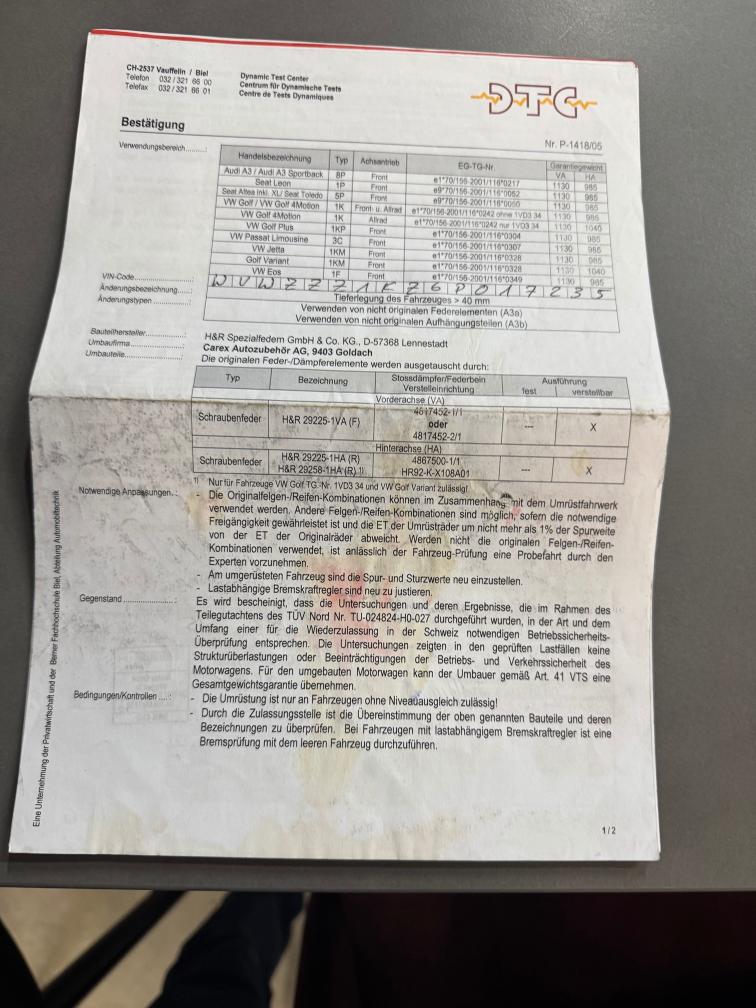 CH-2537 Vauffelin / Biel
Telefon 032 / 321 66 00
Telefax 032 / 321 66 01
Dynamic Test Center
Centrum für Dynamische Tests
Centre de Tests Dynamiques
DTC
Bestätigung
Nr. P-1418/05
Verwendungsbereich
Handelsbezeichnung Typ Achsantrieb EG-TG-Nr. Garantiegewicht
VA HA
Audi A3 / Audi A3 Sportback 8P Front e1*70/156-2001/116*0217 1130 985
Seat Leon 1P Front e9*70/156-2001/116*0052 1130 985
Seat Altea inkl. XL/ Seat Toledo 5P Front e9*70/156-2001/116*0050 1130 985
VW Golf / VW Golf 4Motion 1K Front- u. Allrad e1*70/156-2001/116*0242 ohne 1VD3 34 1130 985
VW Golf 4Motion 1K Allrad e1*70/156-2001/116*0242 nur 1VD3 34 1130 1040
VW Golf Plus 1KP Front e1*70/156-2001/116*0304 1130 985
VW Passat Limousine 3C Front e1*70/156-2001/116*0307 1130 985
VW Jetta 1KM Front e1*70/156-2001/116*0328 1130 985
Golf Variant 1KM Front e1*70/156-2001/116*0328 1130 1040
VW Eos 1F Front e1*70/156-2001/116*0349 1130 985
VIN-Code W V W Z Z Z 1 K Z 6 P 0 1 7 2 3 5
Änderungsbezeichnung: Tieferlegung des Fahrzeuges > 40 mm
Änderungstypen: Verwenden von nicht originalen Federelementen (A3a)
Verwenden von nicht originalen Aufhängungsteilen (A3b)
Bauteilhersteller: H&R Spezialfedern GmbH & Co. KG., D-57368 Lennestadt
Umbaufirma: Carex Autozubehör AG, 9403 Goldach
Umbauteile: Die originalen Feder-/Dämpferelemente werden ausgetauscht durch:
Typ Bezeichnung Stossdämpfer/Federbein Ausführung
Verstelleinrichtung fest verstellbar
Vorderachse (VA)
Schraubenfeder H&R 29225-1VA (F) 4817452-1/1 --- X
oder
4817452-2/1
Hinterachse (HA)
Schraubenfeder H&R 29225-1HA (R) 4867500-1/1 --- X
H&R 29258-1HA (R) 1) HR92-K-X108A01
1) Nur für Fahrzeuge VW Golf TG-Nr. 1VD3 34 und VW Golf Variant zulässig!
Notwendige Anpassungen.: - Die Originalfelgen-/Reifen-Kombinationen können im Zusammenhang mit dem Umrüstfahrwerk
verwendet werden. Andere Felgen-/Reifen-Kombinationen sind möglich, sofern die notwendige
Freigängigkeit gewährleistet ist und die ET der Umrüsträder um nicht mehr als 1% der Spurweite
von der ET der Originalräder abweicht. Werden nicht die originalen Felgen-/Reifen-
Kombinationen verwendet, ist anlässlich der Fahrzeug-Prüfung eine Probefahrt durch den
Experten vorzunehmen.
- Am umgerüsteten Fahrzeug sind die Spur- und Sturzwerte neu einzustellen.
- Lastabhängige Bremskraftregler sind neu zu justieren.
Gegenstand: Es wird bescheinigt, dass die Untersuchungen und deren Ergebnisse, die im Rahmen des
Teilegutachtens des TÜV Nord Nr. TU-024824-H0-027 durchgeführt wurden, in der Art und dem
Umfang einer für die Wiederzulassung in der Schweiz notwendigen Betriebssicherheits-
Überprüfung entsprechen. Die Untersuchungen zeigten in den geprüften Lastfällen keine
Strukturüberlastungen oder Beeinträchtigungen der Betriebs- und Verkehrssicherheit des
Motorwagens. Für den umgebauten Motorwagen kann der Umbauer gemäß Art. 41 VTS eine
Gesamtgewichtsgarantie übernehmen.
Bedingungen/Kontrollen ....: - Die Umrüstung ist nur an Fahrzeugen ohne Niveauausgleich zulässig!
- Durch die Zulassungsstelle ist die Übereinstimmung der oben genannten Bauteile und deren
Bezeichnungen zu überprüfen. Bei Fahrzeugen mit lastabhängigem Bremskraftregler ist eine
Bremsprüfung mit dem leeren Fahrzeug durchzuführen.
Eine Unternehmung der Privatwirtschaft und der Berner Fachhochschule Biel, Abteilung Automobiltechnik
1/2